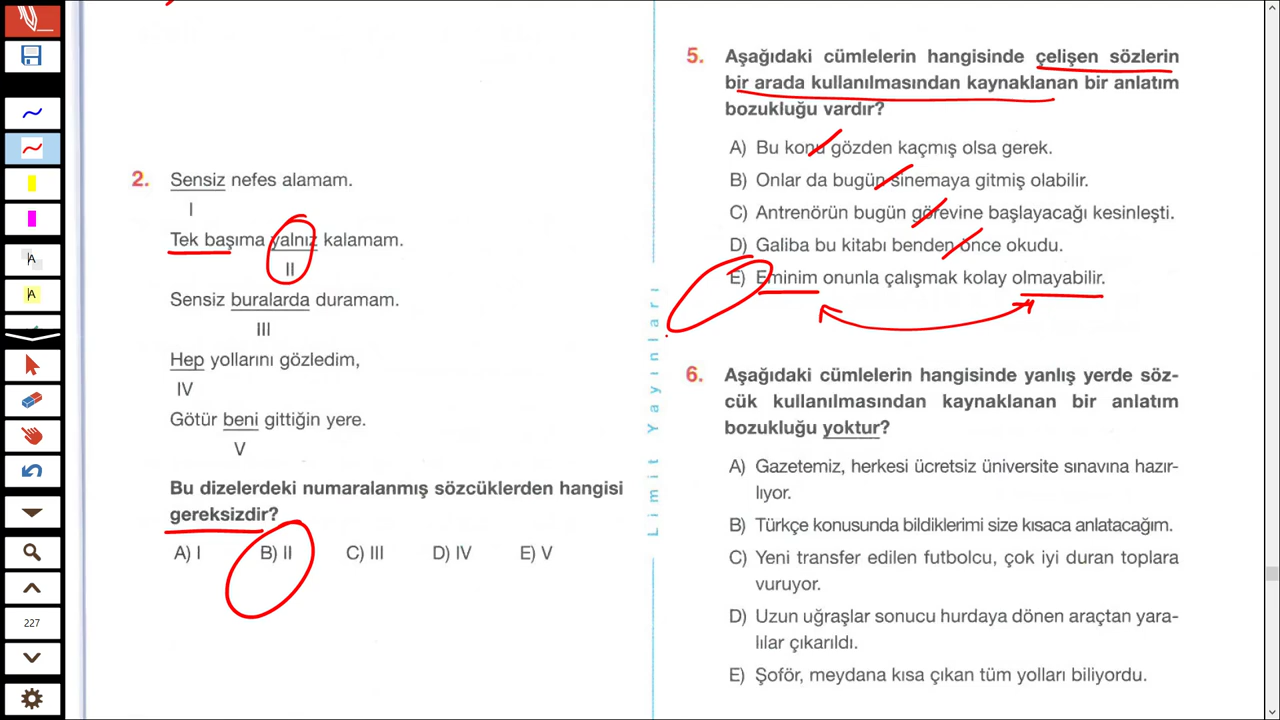 2. Sensiz nefes alamam.
I
Tek başıma yalnız kalamam.
II
Sensiz buralarda duramam.
III
Hep yollarını gözledim,
IV
Götür beni gittiğin yere.
V
Bu dizelerdeki numaralanmış sözcüklerden hangisi
gereksizdir?
A) I B) II C) III D) IV E) V
Limit Yayınları
5. Aşağıdaki cümlelerin hangisinde çelişen sözlerin
bir arada kullanılmasından kaynaklanan bir anlatım
bozukluğu vardır?
A) Bu konu gözden kaçmış olsa gerek.
B) Onlar da bugün sinemaya gitmiş olabilir.
C) Antrenörün bugün görevine başlayacağı kesinleşti.
D) Galiba bu kitabı benden önce okudu.
E) Eminim onunla çalışmak kolay olmayabilir.
6. Aşağıdaki cümlelerin hangisinde yanlış yerde söz-
cük kullanılmasından kaynaklanan bir anlatım
bozukluğu yoktur?
A) Gazetemiz, herkesi ücretsiz üniversite sınavına hazır-
lıyor.
B) Türkçe konusunda bildiklerimi size kısaca anlatacağım.
C) Yeni transfer edilen futbolcu, çok iyi duran toplara
vuruyor.
D) Uzun uğraşlar sonucu hurdaya dönen araçtan yara-
lılar çıkarıldı.
E) Şoför, meydana kısa çıkan tüm yolları biliyordu.
A
A
227